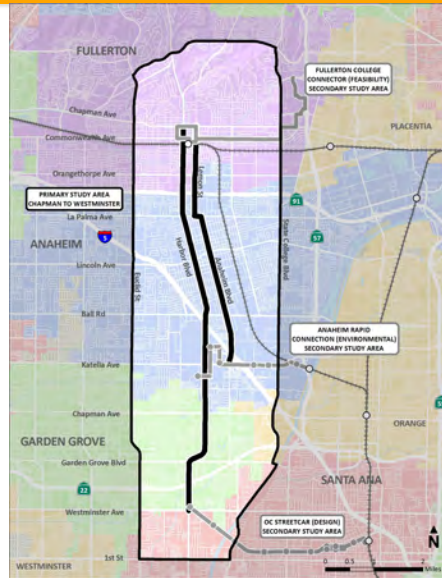 FULLERTON
FULLERTON COLLEGE
CONNECTOR (FEASIBILITY)
SECONDARY STUDY AREA
Chapman Ave
Commonwealth Ave
PLACENTIA
Orangethorpe Ave
Lemon St
PRIMARY STUDY AREA
CHAPMAN TO WESTMINSTER
91
La Palma Ave
State College Blvd
57
ANAHEIM
5
Harbor Blvd
Anaheim Blvd
Lincoln Ave
Euclid St
Ball Rd
ANAHEIM RAPID
CONNECTION (ENVIRONMENTAL)
SECONDARY STUDY AREA
Katella Ave
Chapman Ave
ORANGE
GARDEN GROVE
Garden Grove Blvd
SANTA ANA
22
Westminster Ave
OC STREETCAR (DESIGN)
SECONDARY STUDY AREA
N
1st St
WESTMINSTER
0 0.5 1 2
Miles